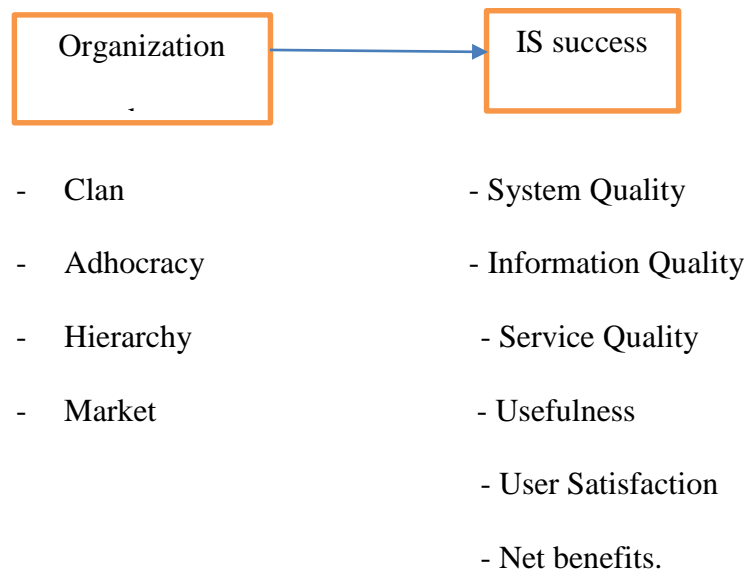 Organization
IS success
- Clan
- Adhocracy
- Hierarchy
- Market
- System Quality
- Information Quality
- Service Quality
- Usefulness
- User Satisfaction
- Net benefits.